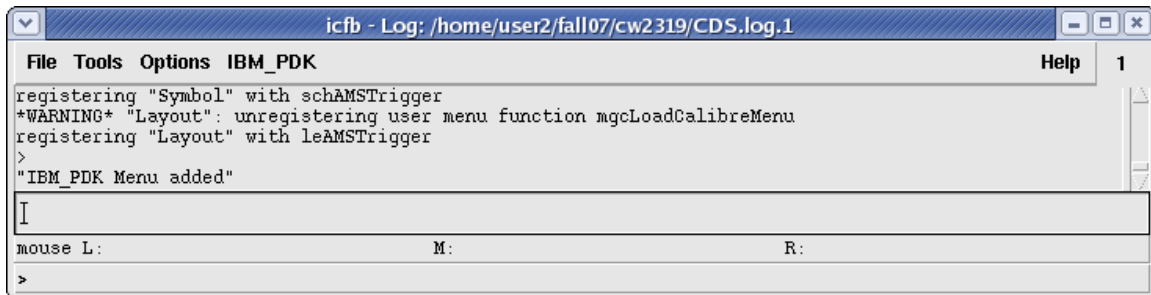 icfb - Log: /home/user2/fall07/cw2319/CDS.log.1
File Tools Options IBM_PDK Help 1
registering "Symbol" with schAMSTrigger
*WARNING* "Layout": unregistering user menu function mgcLoadCalibreMenu
registering "Layout" with leAMSTrigger
>
"IBM_PDK Menu added"
mouse L: M: R:
>